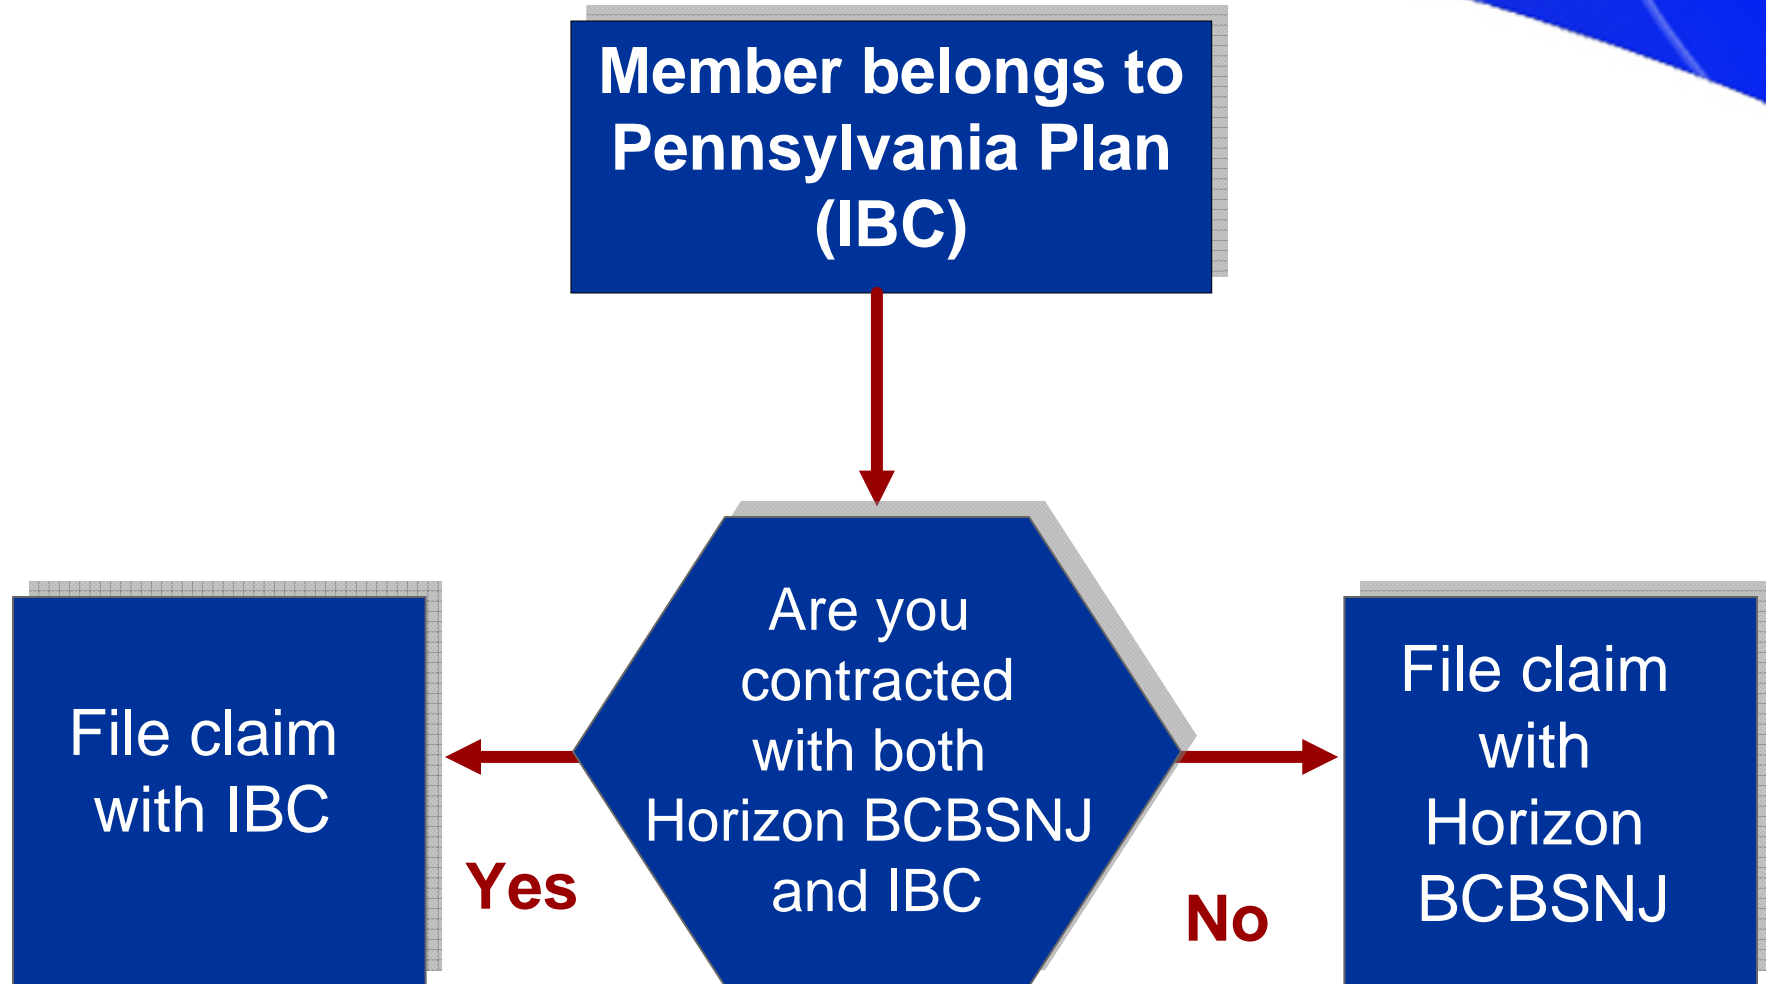 Member belongs to
Pennsylvania Plan
(IBC)
Are you
contracted
with both
Horizon BCBSNJ
and IBC
File claim
with IBC
Yes
No
File claim
with
Horizon
BCBSNJ